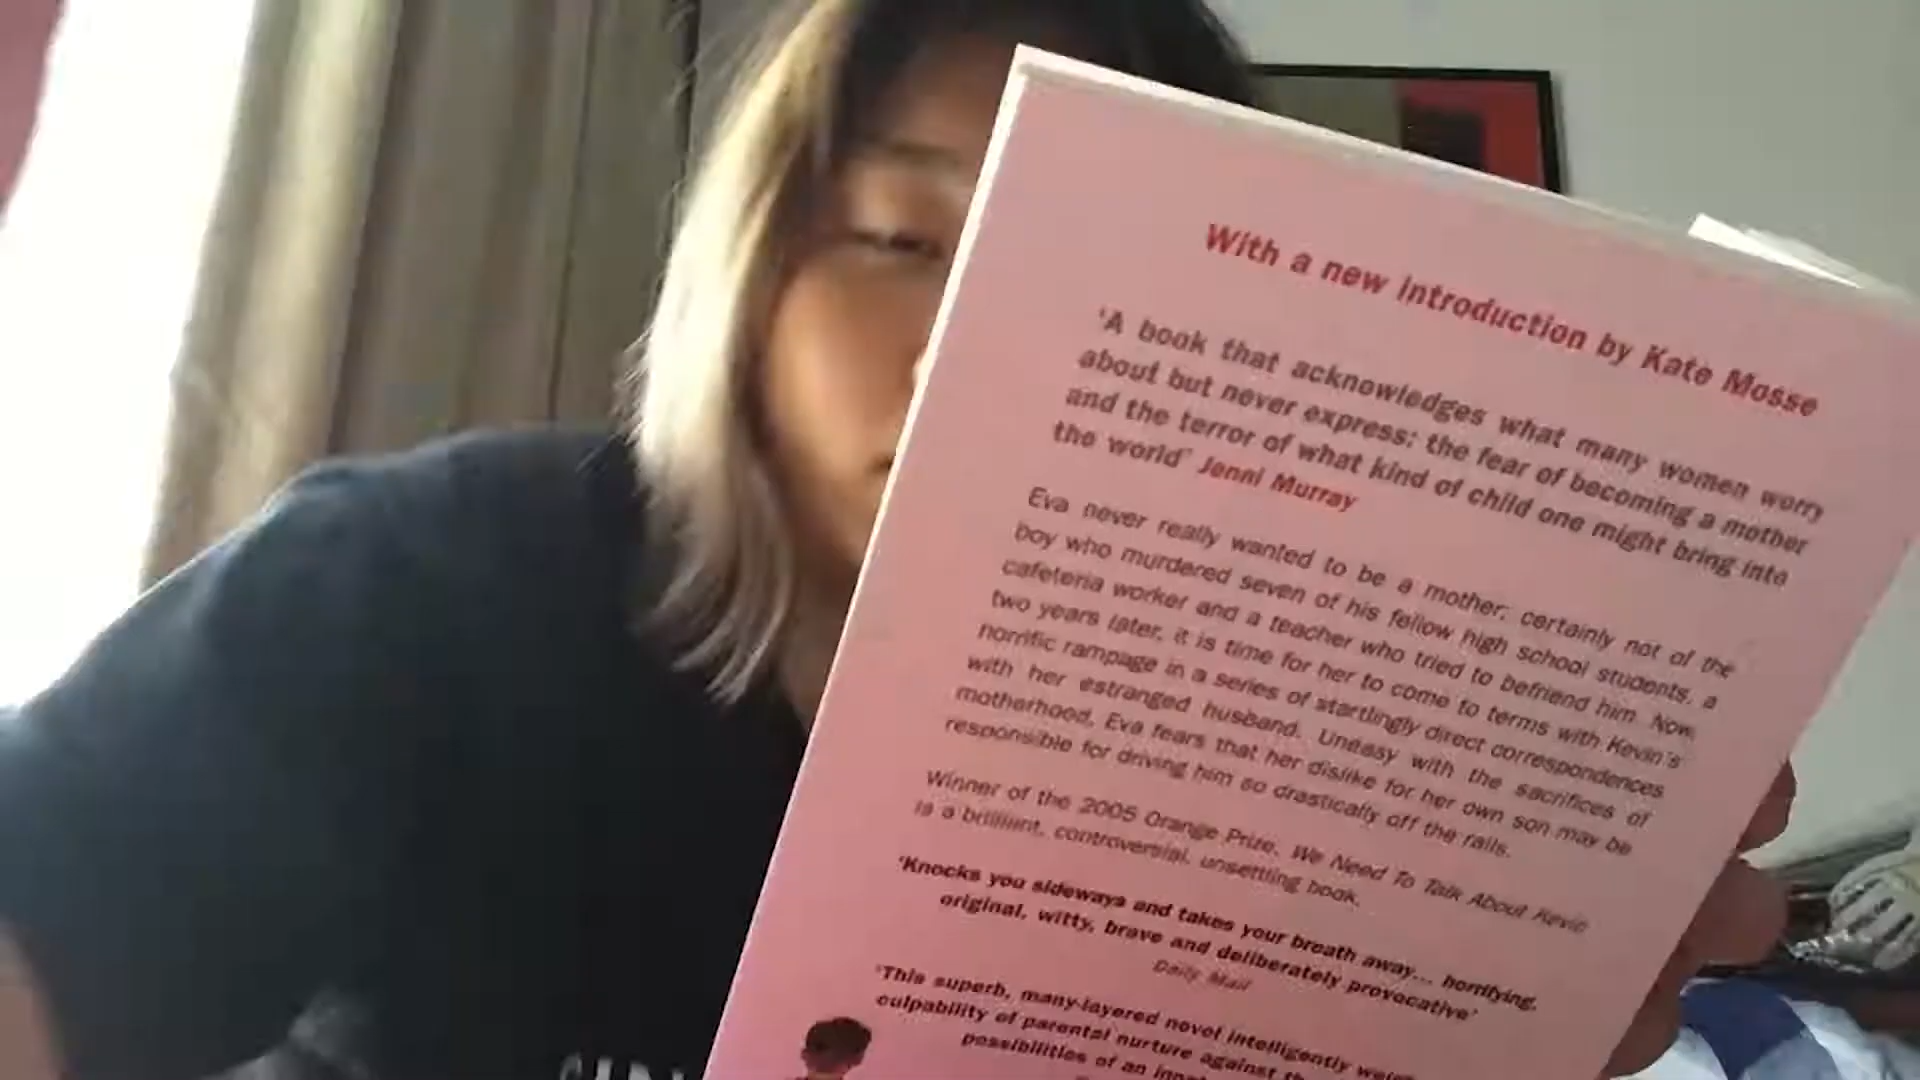 With a new introduction by Kate Mosse
'A book that acknowledges what many women worry
about but never express: the fear of becoming a mother
and the terror of what kind of child one might bring into
the world' Jenni Murray
Eva never really wanted to be a mother; certainly not of the
boy who murdered seven of his fellow high school students, a
cafeteria worker and a teacher who tried to befriend him. Now,
two years later, it is time for her to come to terms with Kevin's
horrific rampage in a series of startlingly direct correspondences
with her estranged husband. Uneasy with the sacrifices of
motherhood, Eva fears that her dislike for her own son may be
responsible for driving him so drastically off the rails.
Winner of the 2005 Orange Prize, We Need To Talk About Kevin
is a brilliant, controversial, unsettling book.
'Knocks you sideways and takes your breath away... horrifying,
original, witty, brave and deliberately provocative'
Daily Mail
'This superb, many-layered novel intelligently
culpability of parental nurture against
possibilities of an